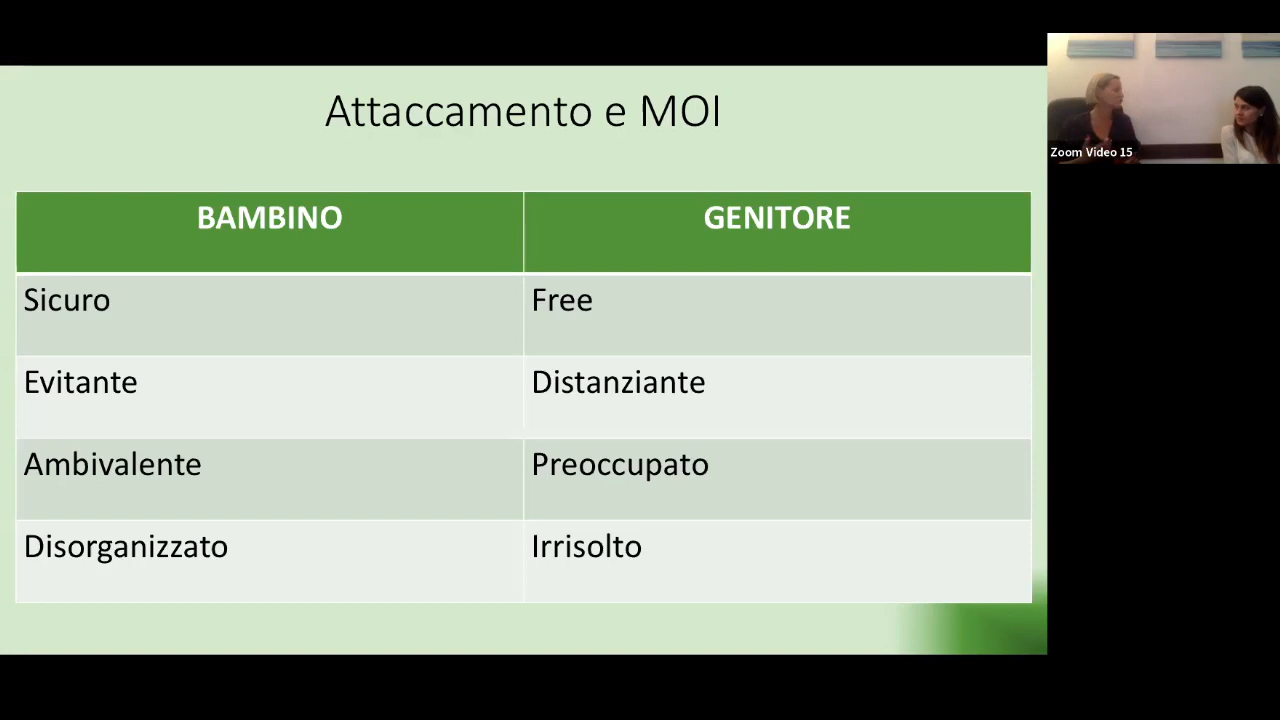 Attaccamento e MOI
BAMBINO GENITORE
Sicuro Free
Evitante Distanziante
Ambivalente Preoccupato
Disorganizzato Irrisolto
Zoom Video 15